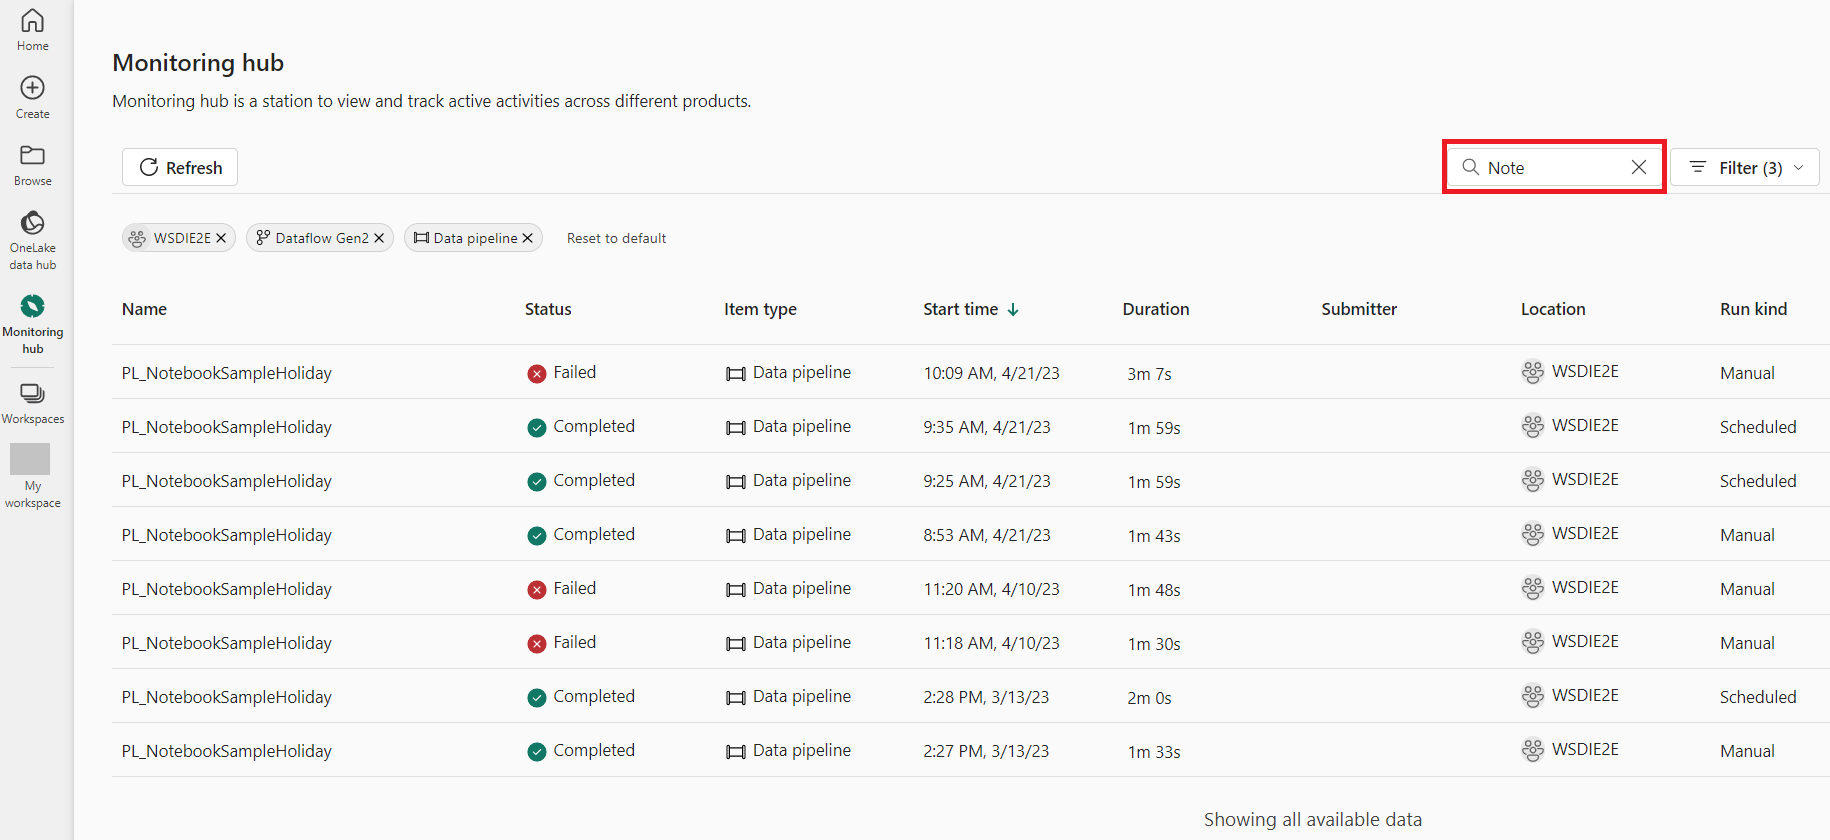 Home
Create
Browse
OneLake
data hub
Monitoring
hub
Workspaces
My
workspace
Monitoring hub
Monitoring hub is a station to view and track active activities across different products.
Refresh
Note
Filter (3)
WSDIE2E
Dataflow Gen2
Data pipeline
Reset to default
Name Status Item type Start time Duration Submitter Location Run kind
PL_NotebookSampleHoliday Failed Data pipeline 10:09 AM, 4/21/23 3m 7s WSDIE2E Manual
PL_NotebookSampleHoliday Completed Data pipeline 9:35 AM, 4/21/23 1m 59s WSDIE2E Scheduled
PL_NotebookSampleHoliday Completed Data pipeline 9:25 AM, 4/21/23 1m 59s WSDIE2E Scheduled
PL_NotebookSampleHoliday Completed Data pipeline 8:53 AM, 4/21/23 1m 43s WSDIE2E Manual
PL_NotebookSampleHoliday Failed Data pipeline 11:20 AM, 4/10/23 1m 48s WSDIE2E Manual
PL_NotebookSampleHoliday Failed Data pipeline 11:18 AM, 4/10/23 1m 30s WSDIE2E Manual
PL_NotebookSampleHoliday Completed Data pipeline 2:28 PM, 3/13/23 2m 0s WSDIE2E Scheduled
PL_NotebookSampleHoliday Completed Data pipeline 2:27 PM, 3/13/23 1m 33s WSDIE2E Manual
Showing all available data